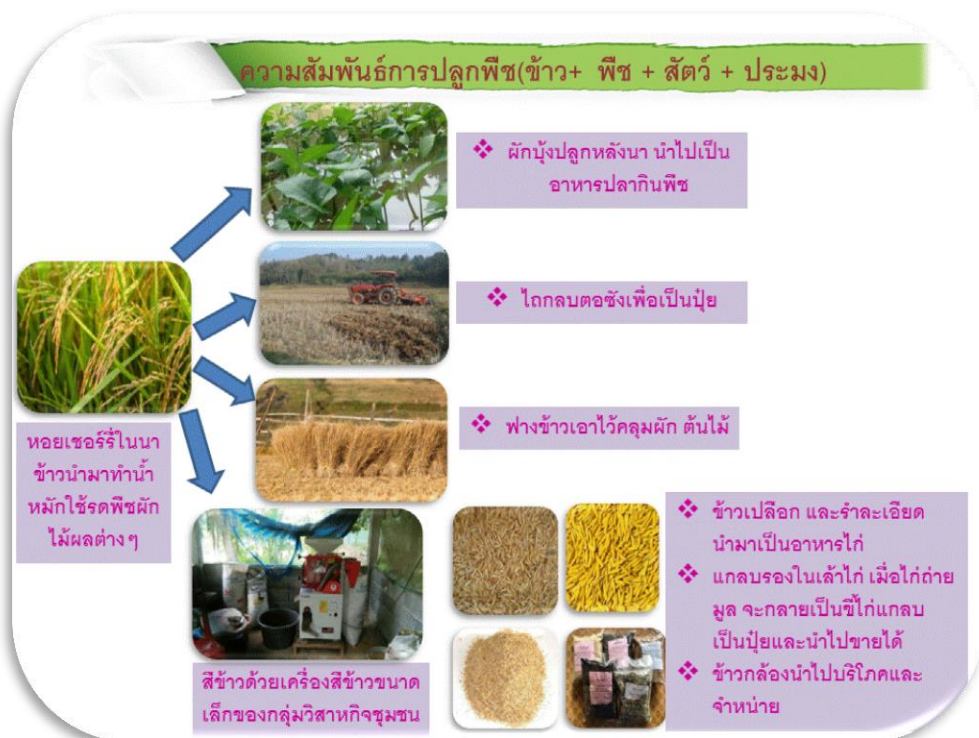 ความสัมพันธ์การปลูกพืช(ข้าว+ พืช + สัตว์ + ประมง)
❖ ผักบุ้งปลูกหลังนา นำไปเป็น
อาหารปลากินพืช
❖ ไถกลบตอซังเพื่อเป็นปุ๋ย
❖ ฟางข้าวเอาไว้คลุมผัก ต้นไม้
หอยเชอร์รี่ในนา
ข้าวนำมาทำน้ำ
หมักใช้รดพืชผัก
ไม้ผลต่างๆ
สีข้าวด้วยเครื่องสีข้าวขนาด
เล็กของกลุ่มวิสาหกิจชุมชน
❖ ข้าวเปลือก และรำละเอียด
นำมาเป็นอาหารไก่
❖ แกลบรองในเล้าไก่ เมื่อไก่ถ่าย
มูล จะกลายเป็นขี้ไก่แกลบ
เป็นปุ๋ยและนำไปขายได้
❖ ข้าวกล้องนำไปบริโภคและ
จำหน่าย